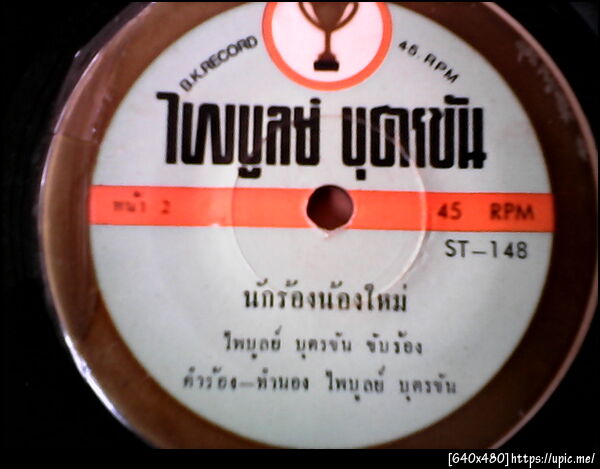 B.K.RECORD 45. RPM
ไพบูลย์ บุตรขัน
หน้า 2 45 RPM
ST-148
นักร้องน้องใหม่
ไพบูลย์ บุตรขัน ขับร้อง
คำร้อง-ทำนอง ไพบูลย์ บุตรขัน
[640x480]https://upic.me/